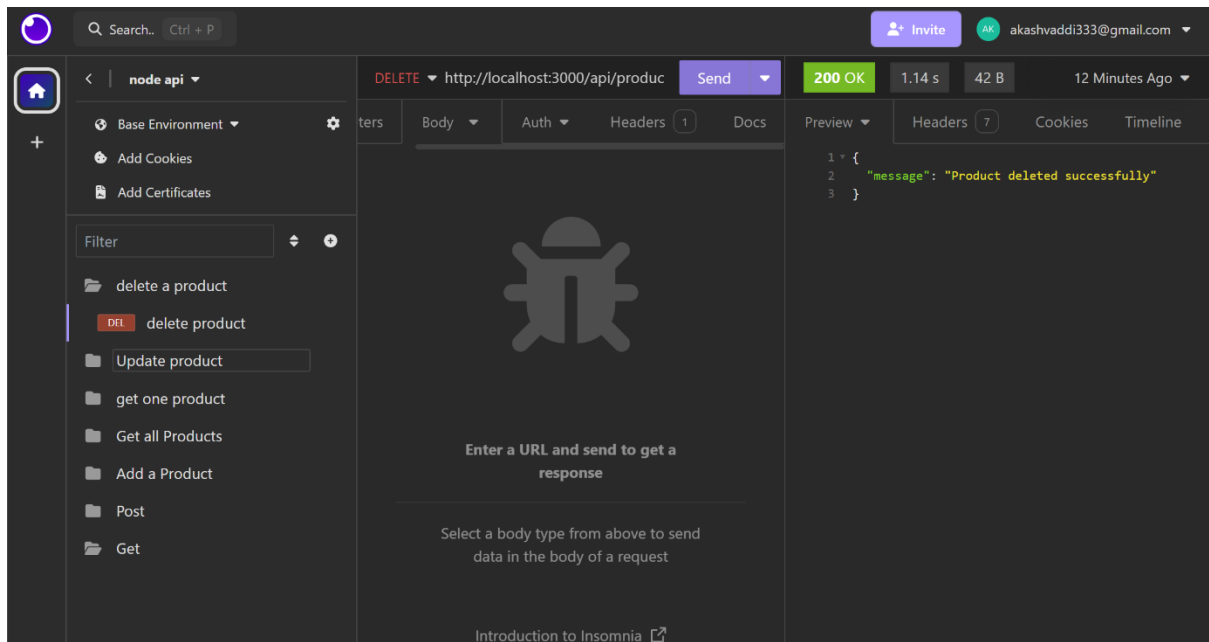 Search.. Ctrl + P
Invite
AK
akashvaddi333@gmail.com
node api
Base Environment
Add Cookies
Add Certificates
Filter
delete a product
DEL delete product
Update product
get one product
Get all Products
Add a Product
Post
Get
DELETE http://localhost:3000/api/produc Send
ters Body Auth Headers 1 Docs
Enter a URL and send to get a
response
Select a body type from above to send
data in the body of a request
Introduction to Insomnia
200 OK 1.14 s 42 B 12 Minutes Ago
Preview Headers 7 Cookies Timeline
1 {
2 "message": "Product deleted successfully"
3 }